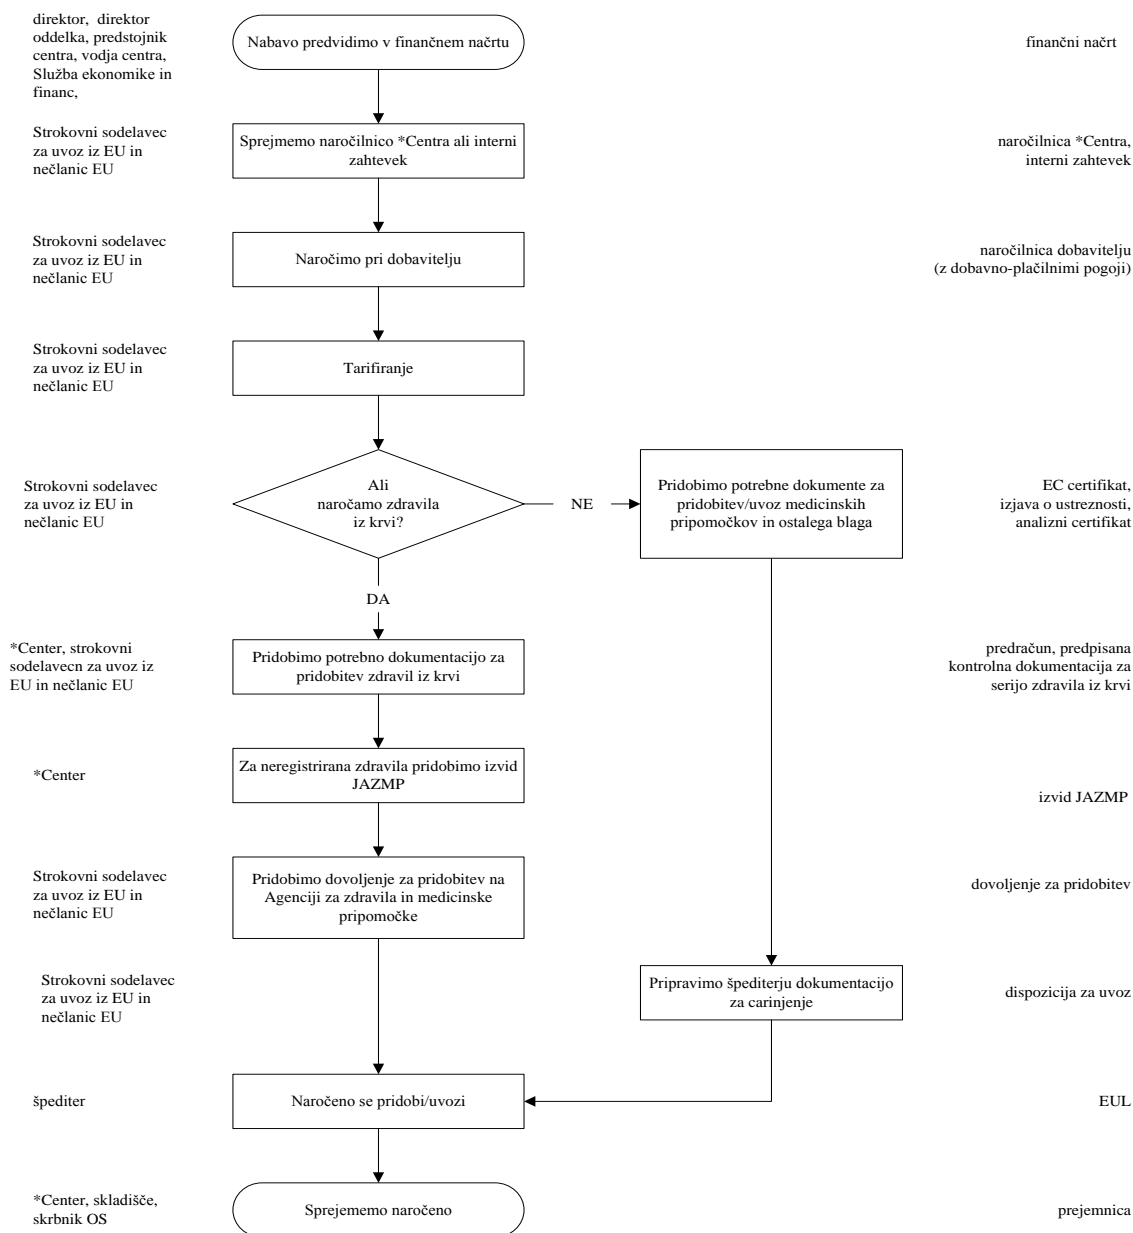 direktor, direktor
oddelka, predstojnik
centra, vodja centra,
Služba ekonomike in
financ,
Nabavo predvidimo v finančnem načrtu
finančni načrt
Strokovni sodelavec
za uvoz iz EU in
nečlanic EU
Sprejmemo naročilnico *Centra ali interni
zahtevek
naročilnica *Centra,
interni zahtevek
Strokovni sodelavec
za uvoz iz EU in
nečlanic EU
Naročimo pri dobavitelju
naročilnica dobavitelju
(z dobavno-plačilnimi pogoji)
Strokovni sodelavec
za uvoz iz EU in
nečlanic EU
Tarifiranje
Strokovni sodelavec
za uvoz iz EU in
nečlanic EU
Ali
naročamo zdravila
iz krvi?
NE
Pridobimo potrebne dokumente za
pridobitev/uvoz medicinskih
pripomočkov in ostalega blaga
EC certifikat,
izjava o ustreznosti,
analizni certifikat
DA
*Center, strokovni
sodelavecn za uvoz iz
EU in nečlanic EU
Pridobimo potrebno dokumentacijo za
pridobitev zdravil iz krvi
predračun, predpisana
kontrolna dokumentacija za
serijo zdravila iz krvi
*Center
Za neregistrirana zdravila pridobimo izvid
JAZMP
izvid JAZMP
Strokovni sodelavec
za uvoz iz EU in
nečlanic EU
Pridobimo dovoljenje za pridobitev na
Agenciji za zdravila in medicinske
pripomočke
dovoljenje za pridobitev
Strokovni sodelavec
za uvoz iz EU in
nečlanic EU
Pripravimo špediterju dokumentacijo
za carinjenje
dispozicija za uvoz
špediter
Naročeno se pridobi/uvozi
EUL
*Center, skladišče,
skrbnik OS
Sprejememo naročeno
prejemnica